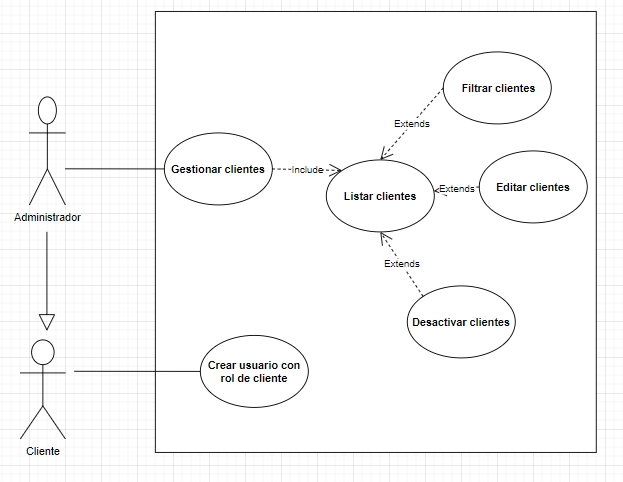 Filtrar clientes
Extends
Gestionar clientes
Include
Listar clientes
Extends
Editar clientes
Administrador
Extends
Desactivar clientes
Crear usuario con
rol de cliente
Cliente